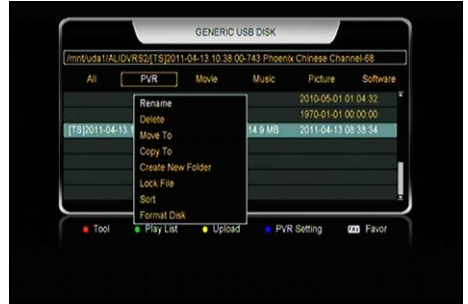 GENERIC USB DISK
/mnt/uda1/ALIDVRS2/[TS]2011-04-13.10.38.00-743 Phoenix Chinese Channel-68
All PVR Movie Music Picture Software
. 2010-05-01 01:04:32
.. 1970-01-01 00:00:00
[TS]2011-04-13.1 14.9 MB 2011-04-13 08:38:34
Rename
Delete
Move To
Copy To
Create New Folder
Lock File
Sort
Format Disk
Tool Play List Upload PVR Setting FAV Favor